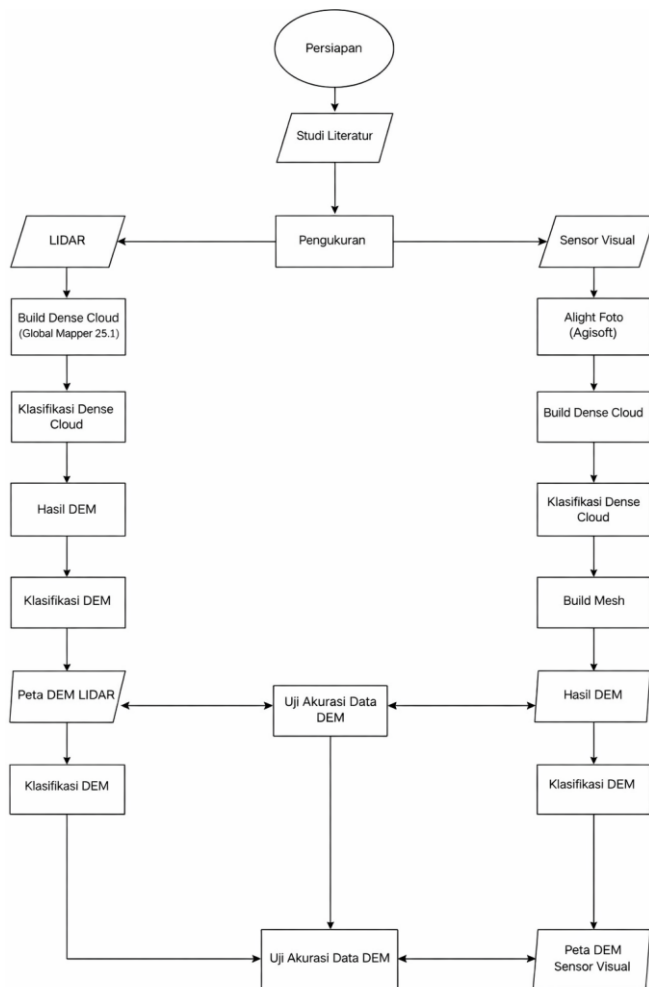 Persiapan
Studi Literatur
LIDAR
Pengukuran
Sensor Visual
Build Dense Cloud
(Global Mapper 25.1)
Alight Foto
(Agisoft)
Klasifikasi Dense
Cloud
Build Dense Cloud
Hasil DEM
Klasifikasi Dense
Cloud
Klasifikasi DEM
Build Mesh
Peta DEM LIDAR
Uji Akurasi Data
DEM
Hasil DEM
Klasifikasi DEM
Klasifikasi DEM
Uji Akurasi Data DEM
Peta DEM
Sensor Visual